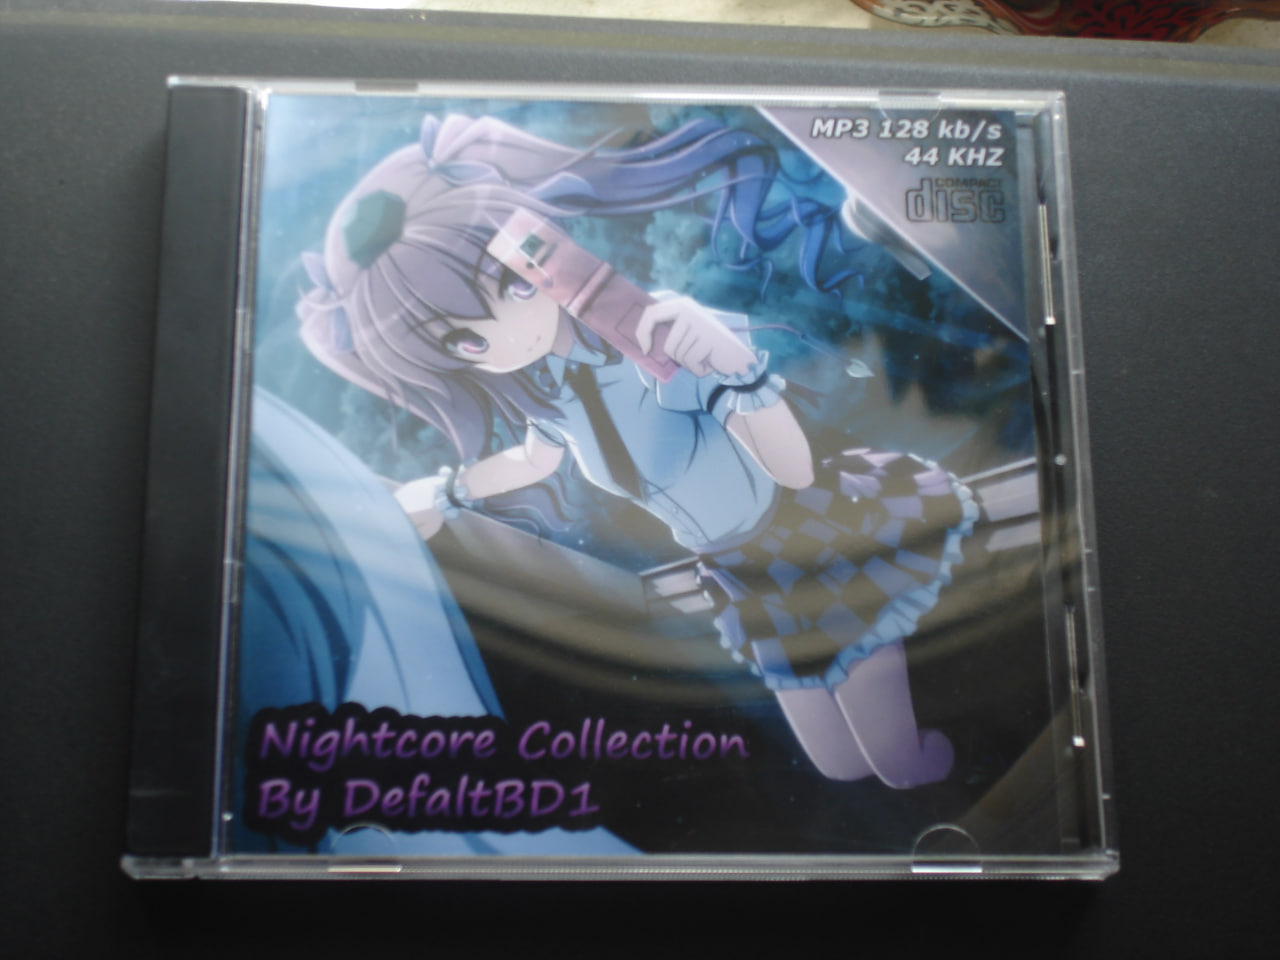 MP3 128 kb/s
44 KHZ
COMPACT
disc
Nightcore Collection
By DefaltBD1